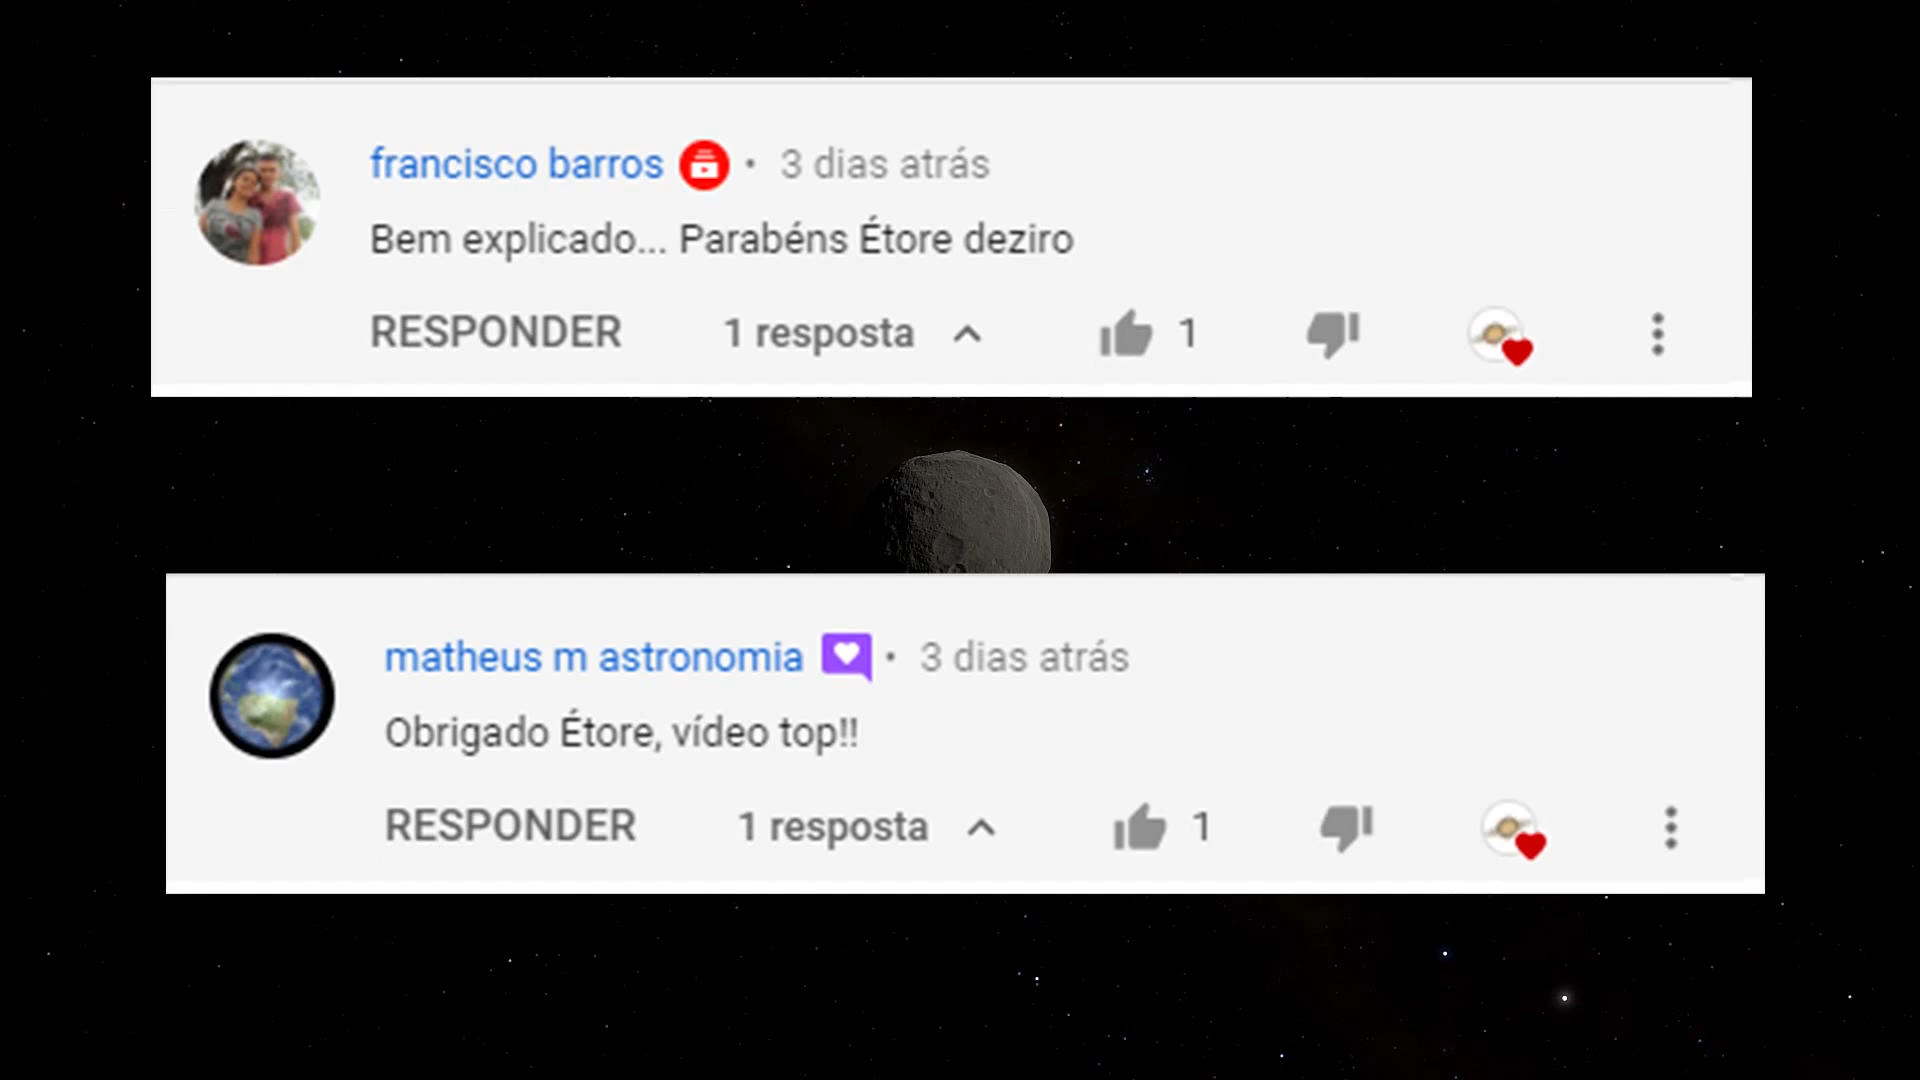 francisco barros • 3 dias atrás
Bem explicado... Parabéns Étore deziro
RESPONDER 1 resposta 1
matheus m astronomia • 3 dias atrás
Obrigado Étore, vídeo top!!
RESPONDER 1 resposta 1